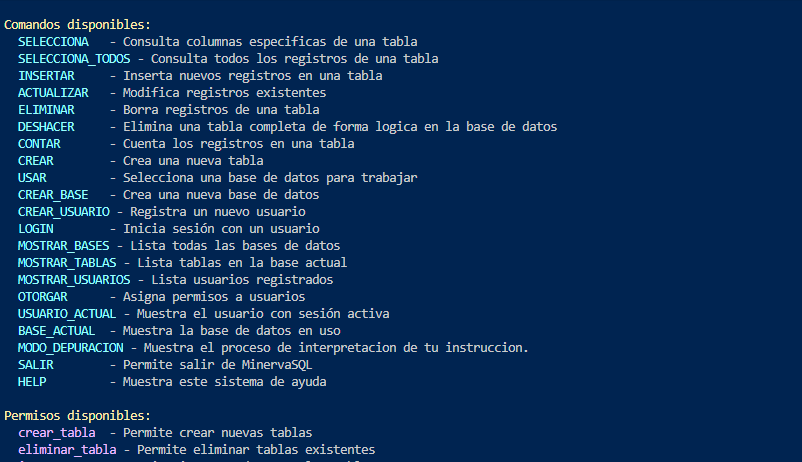 Comandos disponibles:
SELECCIONA - Consulta columnas especificas de una tabla
SELECCIONA_TODOS - Consulta todos los registros de una tabla
INSERTAR - Inserta nuevos registros en una tabla
ACTUALIZAR - Modifica registros existentes
ELIMINAR - Borra registros de una tabla
DESHACER - Elimina una tabla completa de forma logica en la base de datos
CONTAR - Cuenta los registros en una tabla
CREAR - Crea una nueva tabla
USAR - Selecciona una base de datos para trabajar
CREAR_BASE - Crea una nueva base de datos
CREAR_USUARIO - Registra un nuevo usuario
LOGIN - Inicia sesión con un usuario
MOSTRAR_BASES - Lista todas las bases de datos
MOSTRAR_TABLAS - Lista tablas en la base actual
MOSTRAR_USUARIOS - Lista usuarios registrados
OTORGAR - Asigna permisos a usuarios
USUARIO_ACTUAL - Muestra el usuario con sesión activa
BASE_ACTUAL - Muestra la base de datos en uso
MODO_DEPURACION - Muestra el proceso de interpretacion de tu instruccion.
SALIR - Permite salir de MinervaSQL
HELP - Muestra este sistema de ayuda
Permisos disponibles:
crear_tabla - Permite crear nuevas tablas
eliminar_tabla - Permite eliminar tablas existentes